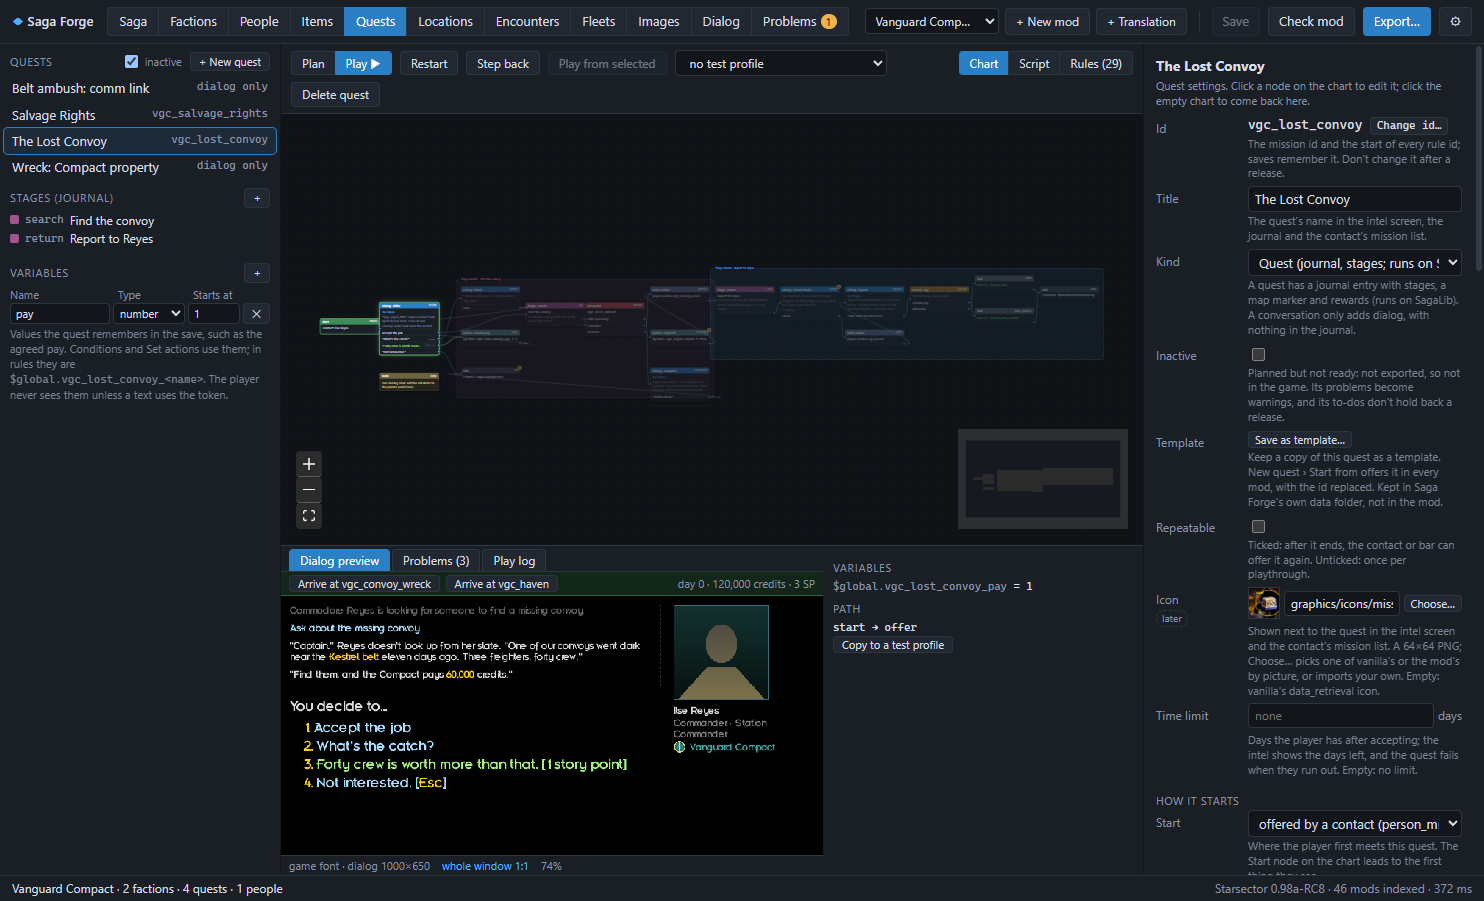 Saga Forge
Saga
Factions
People
Items
Quests
Locations
Encounters
Fleets
Images
Dialog
Problems 1
Vanguard Comp...
+ New mod
+ Translation
Save
Check mod
Export...
QUESTS
inactive
+ New quest
Belt ambush: comm link dialog only
Salvage Rights vgc_salvage_rights
The Lost Convoy vgc_lost_convoy
Wreck: Compact property dialog only
STAGES (JOURNAL)
+
search Find the convoy
return Report to Reyes
VARIABLES
+
Name Type Starts at
pay number 1
Values the quest remembers in the save, such as the
agreed pay. Conditions and Set actions use them; in
rules they are
$global.vgc_lost_convoy_<name>. The player
never sees them unless a text uses the token.
Plan
Play
Restart
Step back
Play from selected
no test profile
Chart
Script
Rules (29)
Delete quest
Dialog preview
Problems (3)
Play log
Arrive at vgc_convoy_wreck
Arrive at vgc_haven
day 0 · 120,000 credits · 3 SP
Commodore Reyes is looking for someone to find a missing convoy.
Ask about the missing convoy
"Captain." Reyes doesn't look up from her slate. "One of our convoys went dark
near the Kestrel belt eleven days ago. Three freighters, forty crew."
"Find them, and the Compact pays 60,000 credits."
You decide to...
1. Accept the job
2. What's the catch?
3. Forty crew is worth more than that. [1 story point]
4. Not interested. [Esc]
Ilse Reyes
Commander · Station
Commander
Vanguard Compact
game font · dialog 1000×650 whole window 1:1 74%
VARIABLES
$global.vgc_lost_convoy_pay = 1
PATH
start → offer
Copy to a test profile
The Lost Convoy
Quest settings. Click a node on the chart to edit it; click the
empty chart to come back here.
Id vgc_lost_convoy Change id...
The mission id and the start of every rule id;
saves remember it. Don't change it after a
release.
Title The Lost Convoy
The quest's name in the intel screen, the
journal and the contact's mission list.
Kind Quest (journal, stages; runs on S
A quest has a journal entry with stages, a
map marker and rewards (runs on SagaLib).
A conversation only adds dialog, with
nothing in the journal.
Inactive
Planned but not ready: not exported, so not
in the game. Its problems become
warnings, and its to-dos don't hold back a
release.
Template Save as template...
Keep a copy of this quest as a template.
New quest › Start from offers it in every
mod, with the id replaced. Kept in Saga
Forge's own data folder, not in the mod.
Repeatable
Ticked: after it ends, the contact or bar can
offer it again. Unticked: once per
playthrough.
Icon graphics/icons/miss Choose...
later
Shown next to the quest in the intel screen
and the contact's mission list. A 64×64 PNG;
Choose... picks one of vanilla's or the mod's
by picture, or imports your own. Empty:
vanilla's data_retrieval icon.
Time limit none days
Days the player has after accepting; the
intel shows the days left, and the quest fails
when they run out. Empty: no limit.
HOW IT STARTS
Start offered by a contact (person_mi
Where the player first meets this quest. The
Start node on the chart leads to the first
thing they see.
Vanguard Compact · 2 factions · 4 quests · 1 people
Starsector 0.98a-RC8 · 46 mods indexed · 372 ms